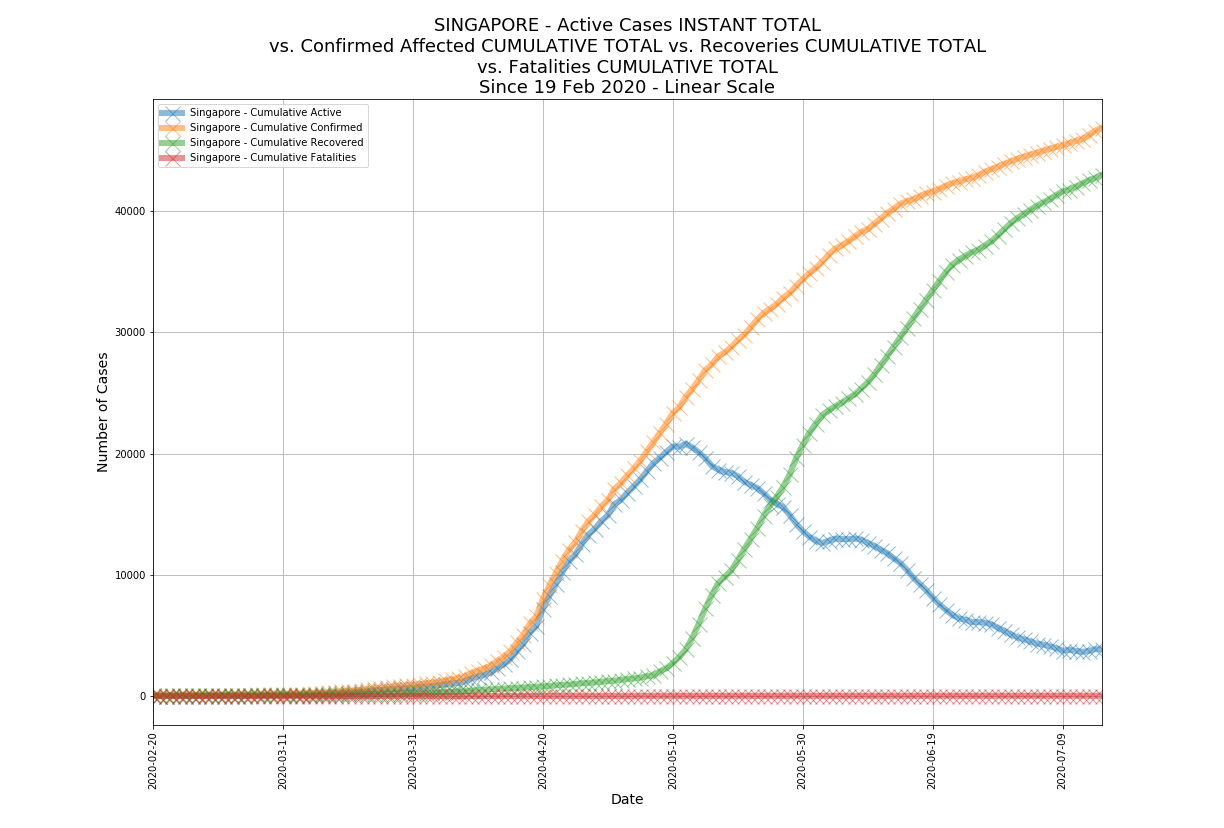 SINGAPORE - Active Cases INSTANT TOTAL
vs. Confirmed Affected CUMULATIVE TOTAL vs. Recoveries CUMULATIVE TOTAL
vs. Fatalities CUMULATIVE TOTAL
Since 19 Feb 2020 - Linear Scale
Singapore - Cumulative Active
Singapore - Cumulative Confirmed
Singapore - Cumulative Recovered
Singapore - Cumulative Fatalities
Number of Cases
40000
30000
20000
10000
0
2020-02-20
2020-03-11
2020-03-31
2020-04-20
2020-05-10
2020-05-30
2020-06-19
2020-07-09
Date